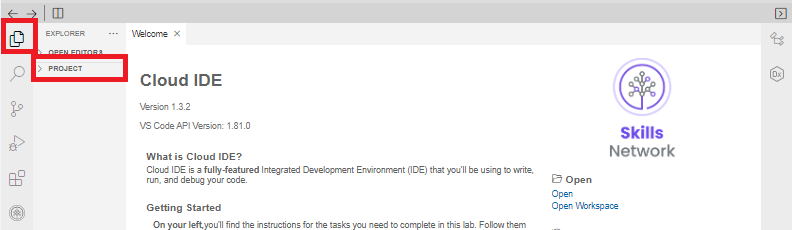 EXPLORER
Welcome
OPEN EDITORS
PROJECT
Cloud IDE
Version 1.3.2
VS Code API Version: 1.81.0
What is Cloud IDE?
Cloud IDE is a fully-featured Integrated Development Environment (IDE) that you'll be using to write,
run, and debug your code.
Getting Started
On your left,you'll find the instructions for the tasks you need to complete in this lab. Follow them
Skills
Network
Open
Open
Open Workspace
Dx